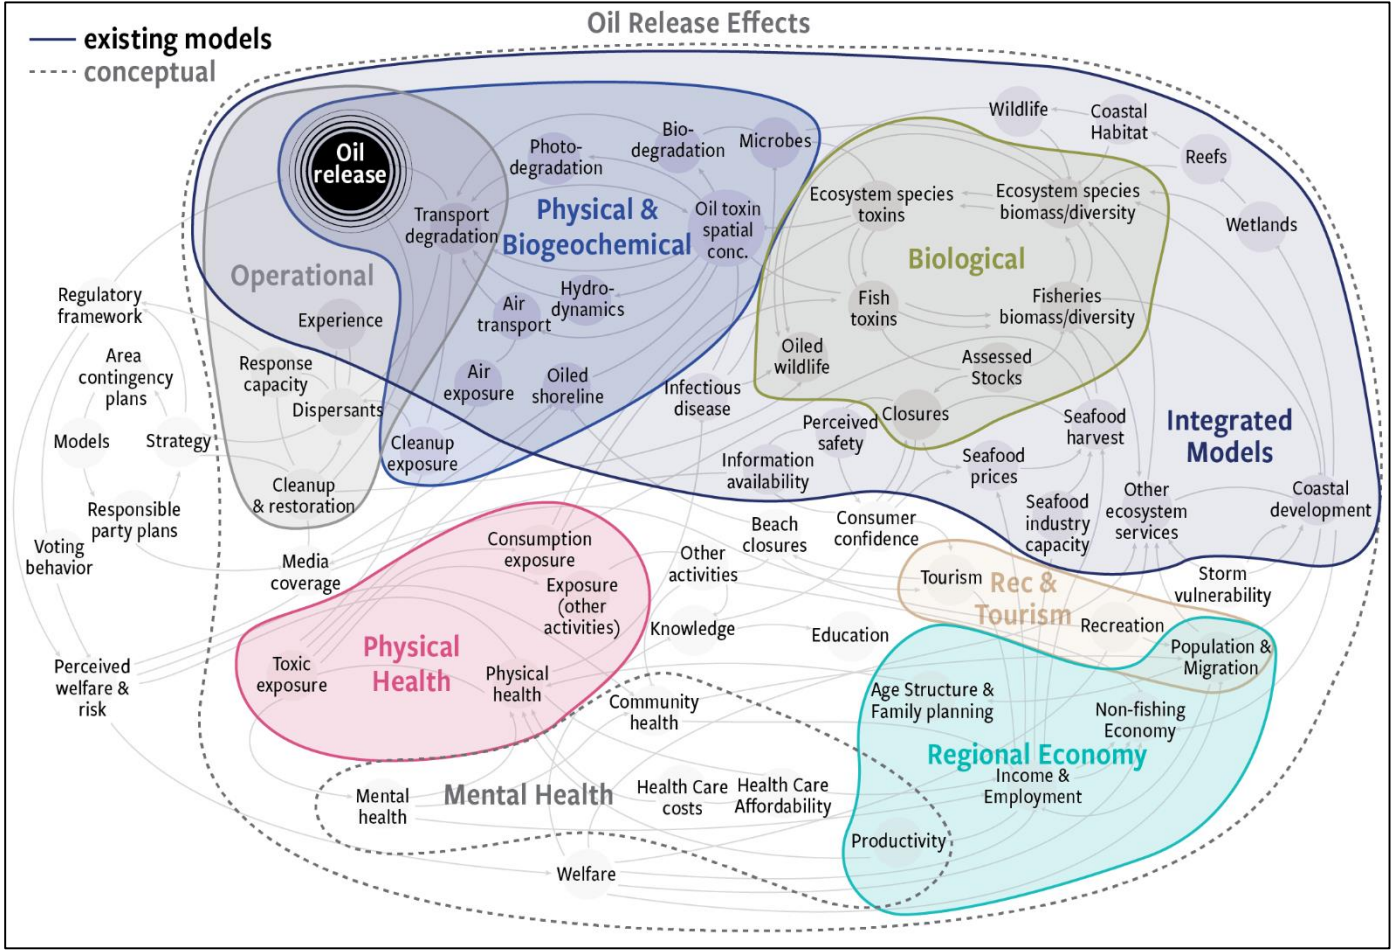 Oil Release Effects
existing models
conceptual
Oil
release
Photo-
degradation
Bio-
degradation
Microbes
Wildlife
Coastal
Habitat
Reefs
Wetlands
Transport
degradation
Physical &
Biogeochemical
Oil toxin
spatial
conc.
Ecosystem species
toxins
Ecosystem species
biomass/diversity
Biological
Operational
Experience
Air
transport
Hydro-
dynamics
Fish
toxins
Fisheries
biomass/diversity
Regulatory
framework
Area
contingency
plans
Response
capacity
Dispersants
Air
exposure
Oiled
shoreline
Infectious
disease
Oiled
wildlife
Assessed
Stocks
Closures
Perceived
safety
Seafood
harvest
Integrated
Models
Models
Strategy
Cleanup
exposure
Information
availability
Seafood
prices
Cleanup
& restoration
Responsible
party plans
Voting
behavior
Media
coverage
Consumption
exposure
Exposure
(other
activities)
Other
activities
Beach
closures
Consumer
confidence
Seafood
industry
capacity
Other
ecosystem
services
Coastal
development
Tourism
Rec &
Tourism
Storm
vulnerability
Recreation
Population &
Migration
Knowledge
Education
Perceived
welfare &
risk
Toxic
exposure
Physical
Health
Physical
health
Community
health
Age Structure &
Family planning
Non-fishing
Economy
Regional Economy
Income &
Employment
Mental
health
Mental Health
Health Care
costs
Health Care
Affordability
Productivity
Welfare